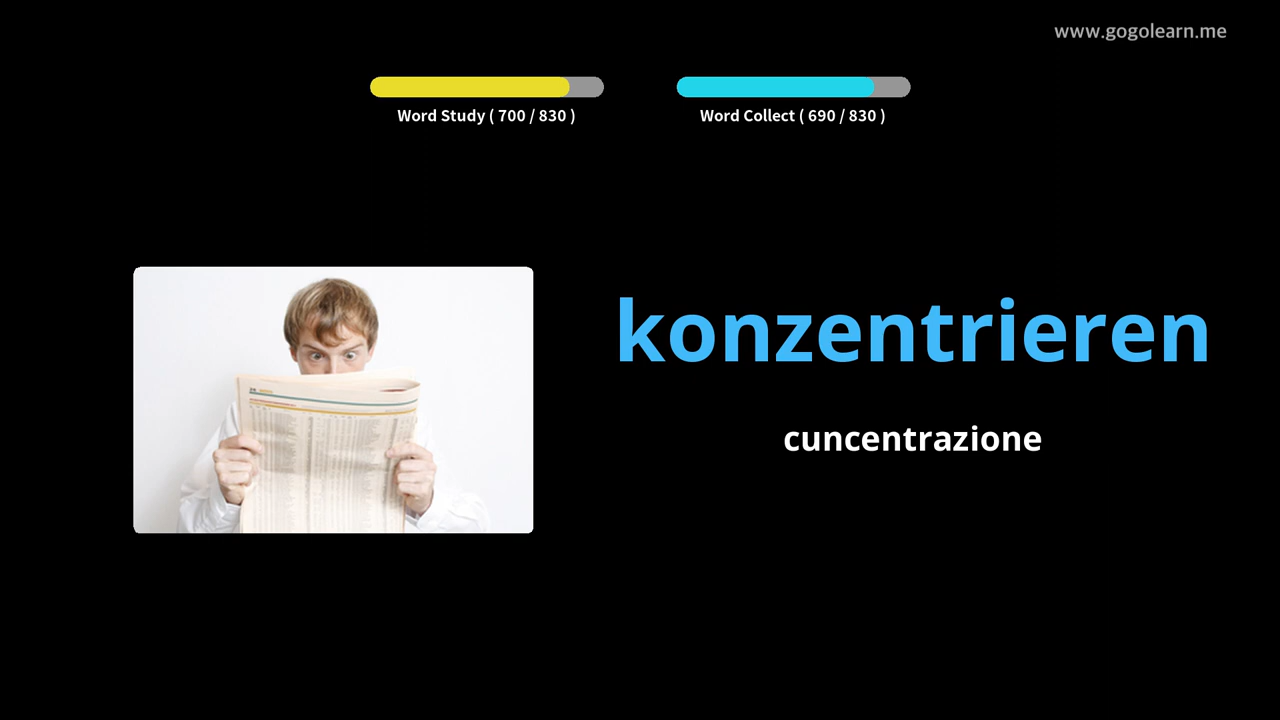 www.gogolearn.me
Word Study ( 700 / 830 )
Word Collect ( 690 / 830 )
konzentrieren
cuncentrazione